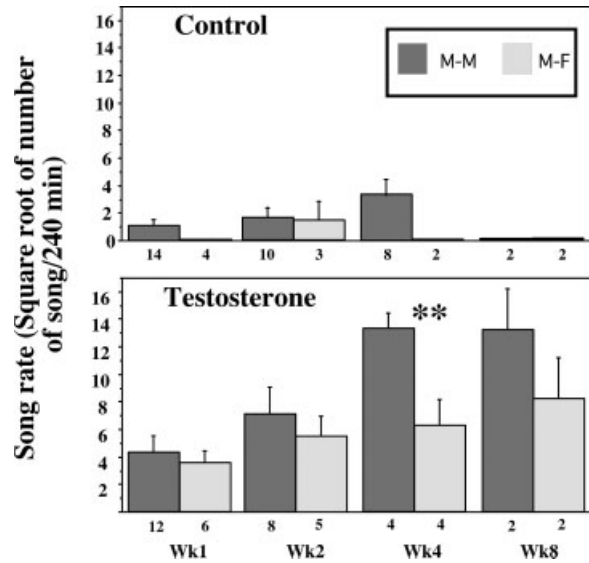 Control
M-M M-F
16
14
12
10
8
6
4
2
0
14 4 10 3 8 2 2 2
Testosterone
**
16
14
12
10
8
6
4
2
12 6 8 5 4 4 2 2
Wk1 Wk2 Wk4 Wk8
Song rate (Square root of number
of song/240 min)